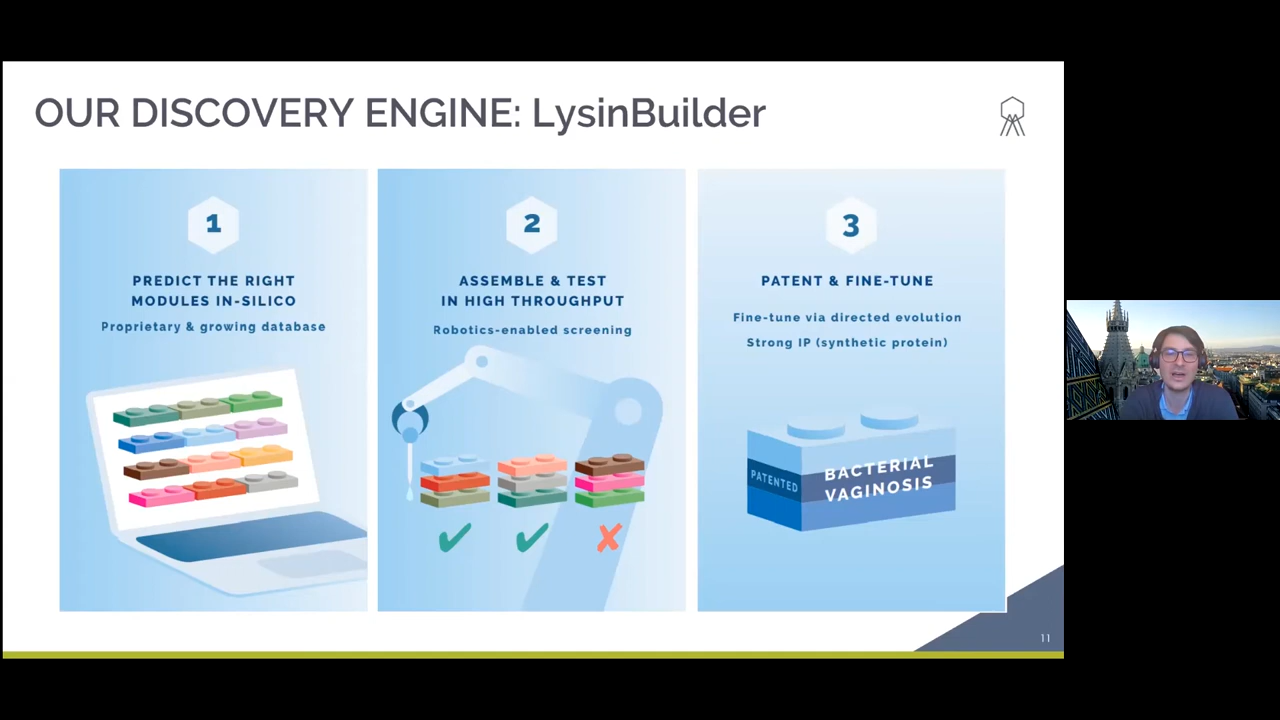 OUR DISCOVERY ENGINE: LysinBuilder
1
PREDICT THE RIGHT
MODULES IN-SILICO
Proprietary & growing database
2
ASSEMBLE & TEST
IN HIGH THROUGHPUT
Robotics-enabled screening
3
PATENT & FINE-TUNE
Fine-tune via directed evolution
Strong IP (synthetic protein)
PATENTED
BACTERIAL
VAGINOSIS
11